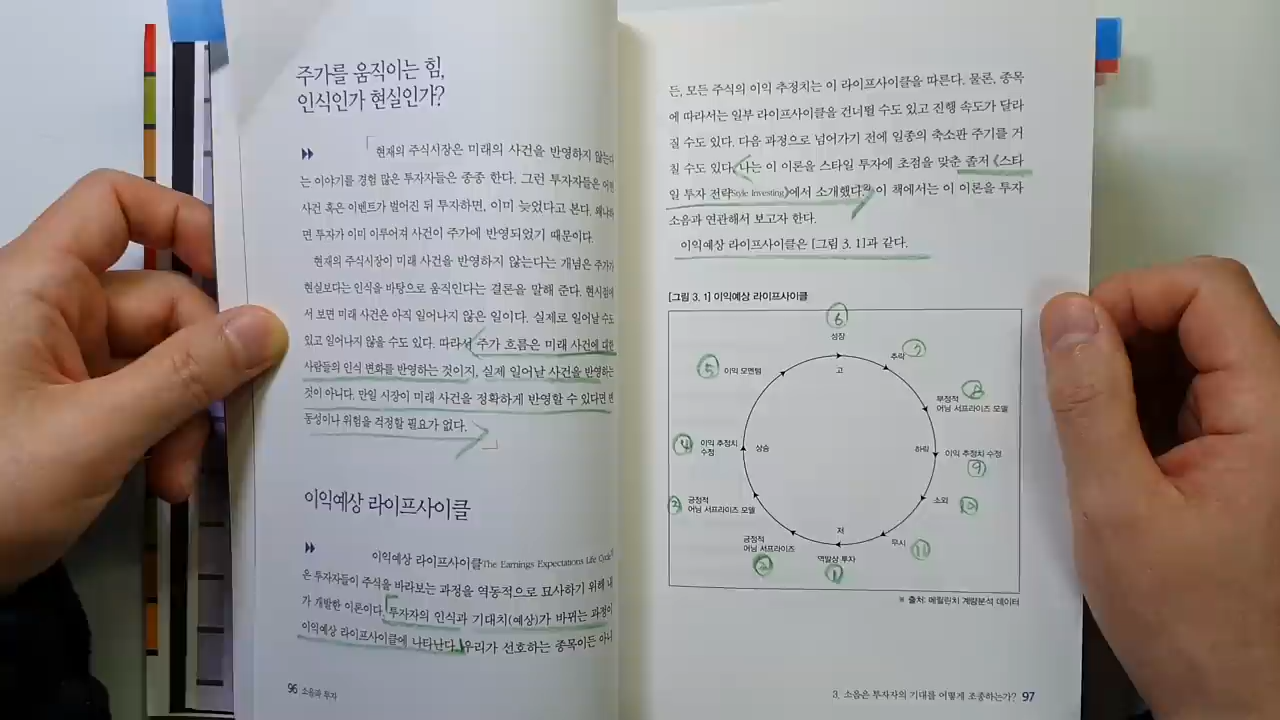 주가를 움직이는 힘,
인식인가 현실인가?
현재의 주식시장은 미래의 사건을 반영하지 않는다
는 이야기를 경험 많은 투자자들은 종종 한다. 그런 투자자들은 어떤
사건 혹은 이벤트가 벌어진 뒤 투자하면, 이미 늦었다고 본다. 왜냐하
면 투자가 이미 이루어져 사건이 주가에 반영되었기 때문이다.
현재의 주식시장이 미래 사건을 반영하지 않는다는 개념은 주가가
현실보다는 인식을 바탕으로 움직인다는 결론을 말해 준다. 현시점에
서 보면 미래 사건은 아직 일어나지 않은 일이다. 실제로 일어날 수도
있고 일어나지 않을 수도 있다. 따라서 주가 흐름은 미래 사건에 대한
사람들의 인식 변화를 반영하는 것이지, 실제 일어날 사건을 반영하는
것이 아니다. 만일 시장이 미래 사건을 정확하게 반영할 수 있다면 변
동성이나 위험을 걱정할 필요가 없다.
이익예상 라이프사이클
이익예상 라이프사이클The Earnings Expectations Life Cycle
은 투자자들이 주식을 바라보는 과정을 역동적으로 묘사하기 위해 내
가 개발한 이론이다. 투자자의 인식과 기대치(예상)가 바뀌는 과정이
이익예상 라이프사이클에 나타난다. 우리가 선호하는 종목이든 아니
96 소음과 투자
든, 모든 주식의 이익 추정치는 이 라이프사이클을 따른다. 물론, 종목
에 따라서는 일부 라이프사이클을 건너뛸 수도 있고 진행 속도가 달라
질 수도 있다. 다음 과정으로 넘어가기 전에 일종의 축소판 주기를 거
칠 수도 있다. 나는 이 이론을 스타일 투자에 초점을 맞춘 졸저 《스타
일 투자 전략Style Investing》에서 소개했다. 이 책에서는 이 이론을 투자
소음과 연관해서 보고자 한다.
이익예상 라이프사이클은 [그림 3. 1]과 같다.
[그림 3. 1] 이익예상 라이프사이클
⑥
성장
고
추락 ⑦
⑤ 이익 모멘텀
⑧
부정적
어닝 서프라이즈 모델
④ 이익 추정치
수정
상승
하락
이익 추정치 수정
⑨
③ 긍정적
어닝 서프라이즈 모델
소외 ⑩
긍정적
어닝 서프라이즈
②
저
역발상 투자
①
무시 ⑪
※ 출처: 메릴린치 계량분석 데이터
3. 소음은 투자자의 기대를 어떻게 조종하는가? 97